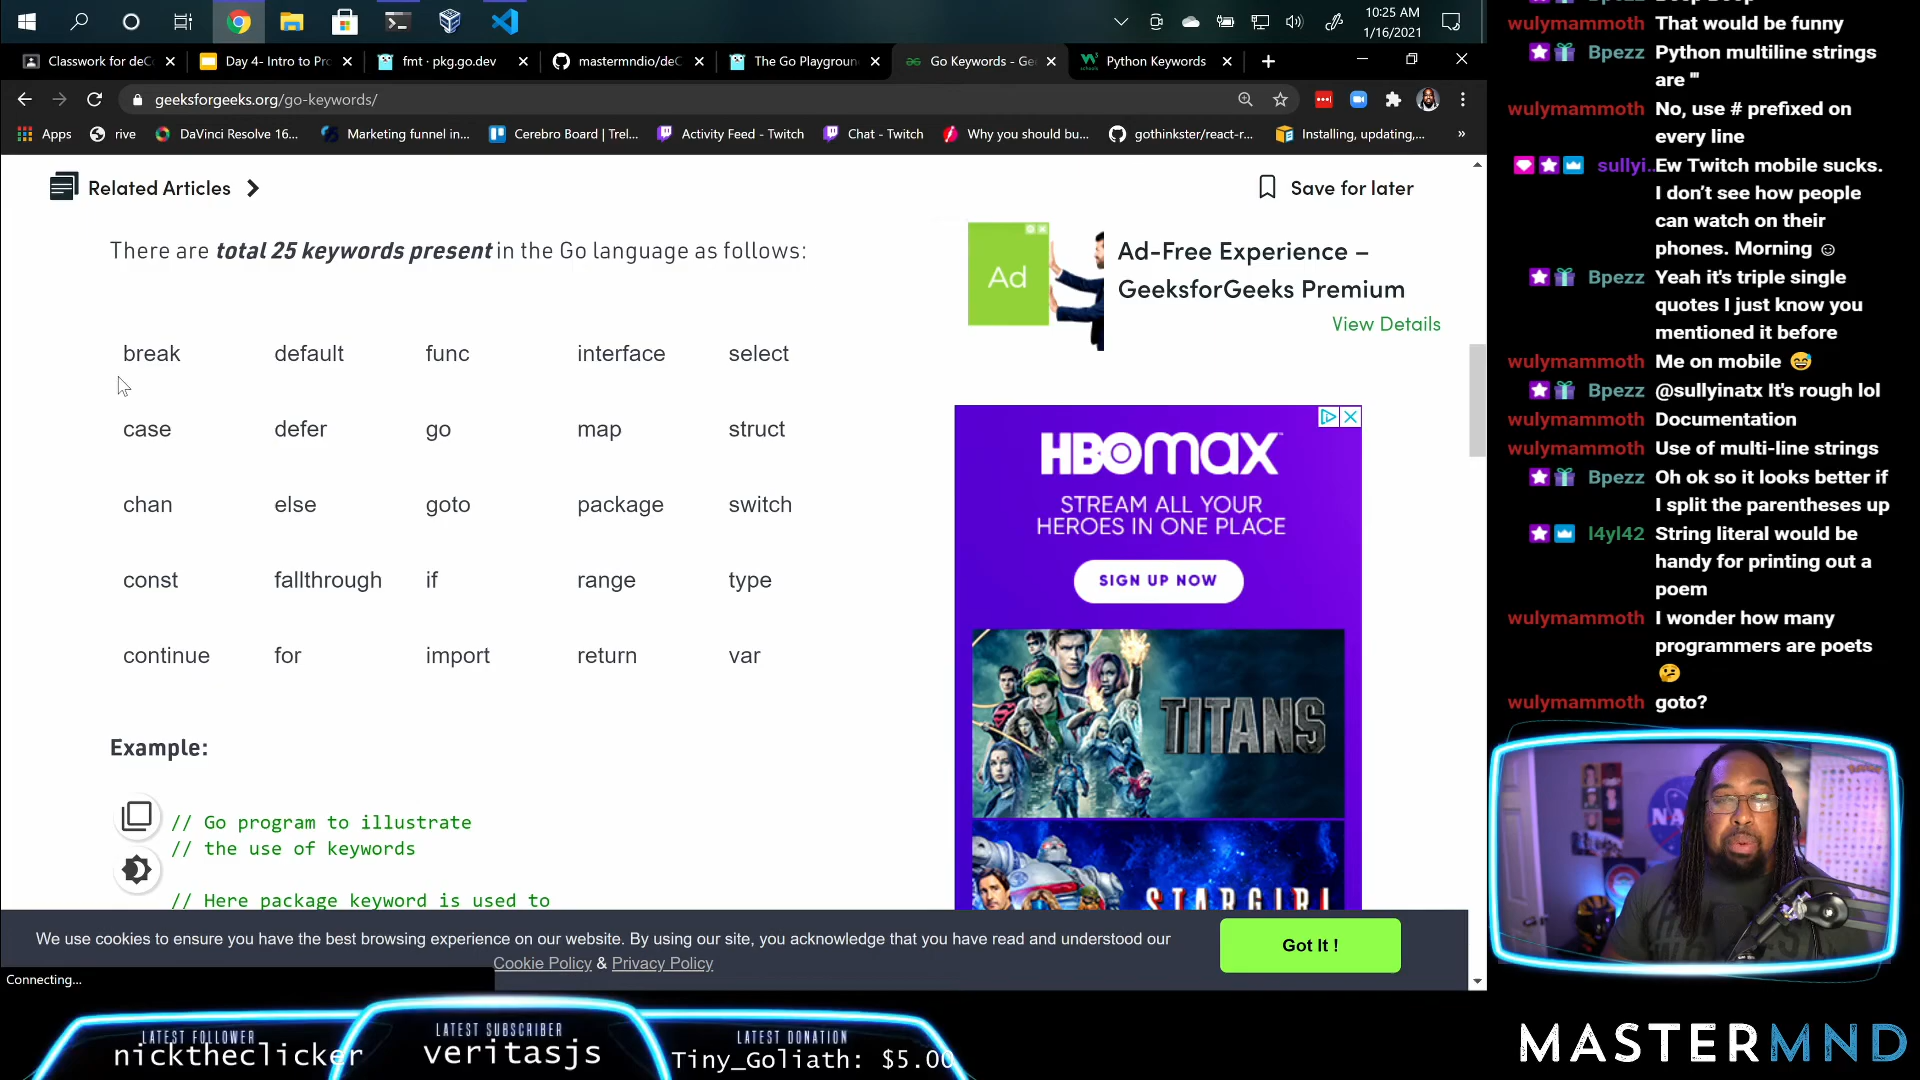 10:25 AM
1/16/2021
Classwork for deC
Day 4- Intro to Pr
fmt · pkg.go.dev
mastermndio/deC
The Go Playgroun
Go Keywords - Ge
Python Keywords
geeksforgeeks.org/go-keywords/
Apps
rive
DaVinci Resolve 16...
Marketing funnel in...
Cerebro Board | Trel...
Activity Feed - Twitch
Chat - Twitch
Why you should bu...
gothinkster/react-r...
Installing, updating,...
»
Related Articles
Save for later
There are total 25 keywords present in the Go language as follows:
break default func interface select
case defer go map struct
chan else goto package switch
const fallthrough if range type
continue for import return var
Example:
// Go program to illustrate
// the use of keywords
// Here package keyword is used to
Ad
Ad-Free Experience –
GeeksforGeeks Premium
View Details
HBOMAX
STREAM ALL YOUR
HEROES IN ONE PLACE
SIGN UP NOW
TITANS
STARGIRL
We use cookies to ensure you have the best browsing experience on our website. By using our site, you acknowledge that you have read and understood our
Cookie Policy & Privacy Policy
Got It !
Connecting...
wulymammoth That would be funny
Bpezz Python multiline strings
are '''
wulymammoth No, use # prefixed on
every line
sullyi.. Ew Twitch mobile sucks.
I don't see how people
can watch on their
phones. Morning ☺
Bpezz Yeah it's triple single
quotes I just know you
mentioned it before
wulymammoth Me on mobile 😅
Bpezz @sullyinatx It's rough lol
wulymammoth Documentation
wulymammoth Use of multi-line strings
Bpezz Oh ok so it looks better if
I split the parentheses up
l4yl42 String literal would be
handy for printing out a
poem
wulymammoth I wonder how many
programmers are poets
🤔
wulymammoth goto?
NASA
LATEST FOLLOWER
nicktheclicker
LATEST SUBSCRIBER
veritasjs
LATEST DONATION
Tiny_Goliath: $5.00
MASTERMND